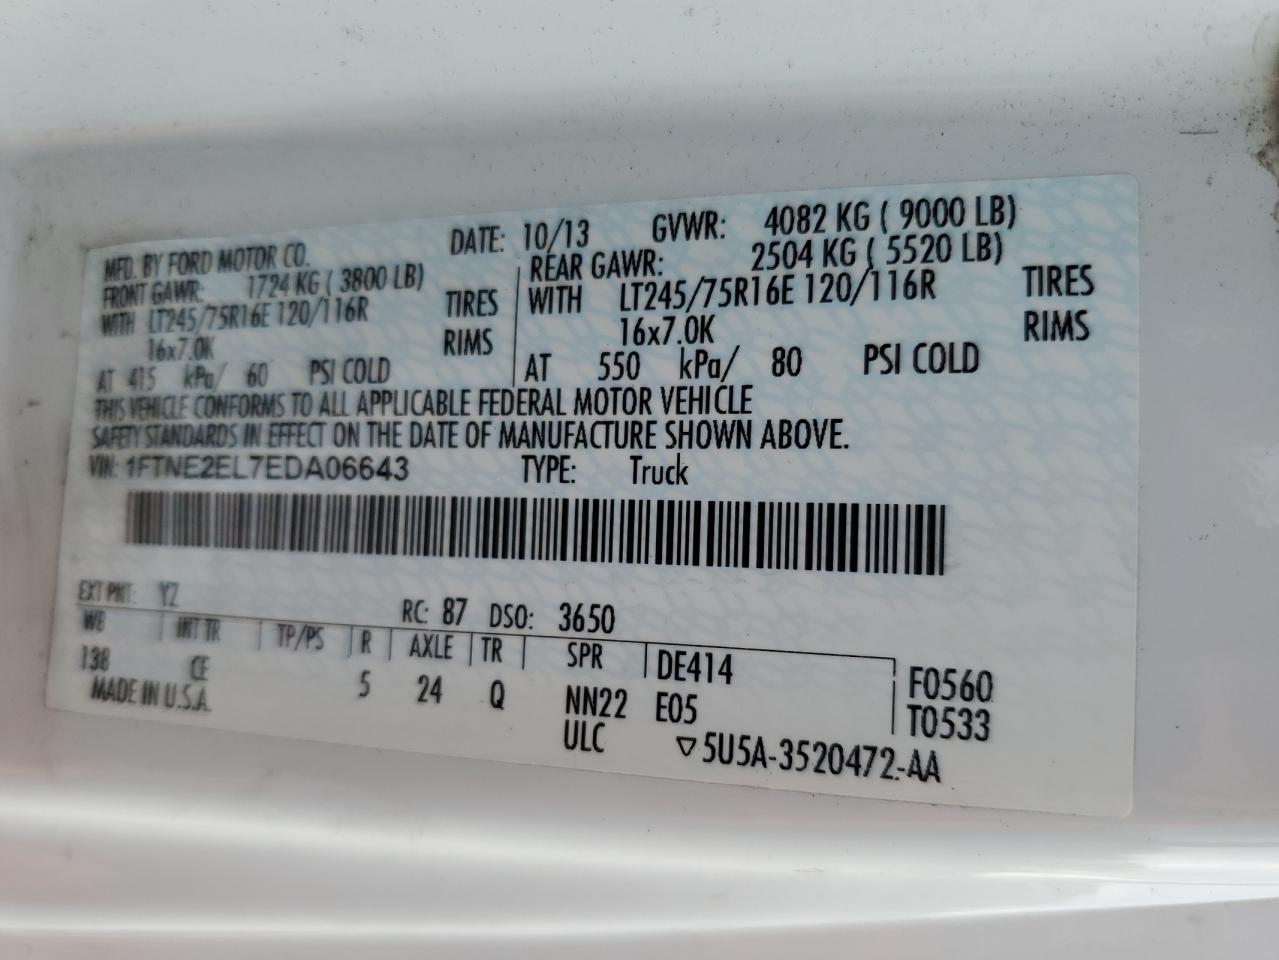 MFD. BY FORD MOTOR CO. DATE: 10/13 GVWR: 4082 KG ( 9000 LB)
FRONT GAWR: 1724 KG ( 3800 LB)
WITH LT245/75R16E 120/116R TIRES
16x7.0K RIMS
AT 415 kPa/ 60 PSI COLD
REAR GAWR: 2504 KG ( 5520 LB)
WITH LT245/75R16E 120/116R TIRES
16x7.0K RIMS
AT 550 kPa/ 80 PSI COLD
THIS VEHICLE CONFORMS TO ALL APPLICABLE FEDERAL MOTOR VEHICLE
SAFETY STANDARDS IN EFFECT ON THE DATE OF MANUFACTURE SHOWN ABOVE.
VIN: 1FTNE2EL7EDA06643 TYPE: Truck
EXT PNT: YZ RC: 87 DSO: 3650
WB INT TR TP/PS R AXLE TR SPR DE414 F0560
138 CE 5 24 Q NN22 E05 T0533
MADE IN U.S.A. ULC ▽5U5A-3520472-AA